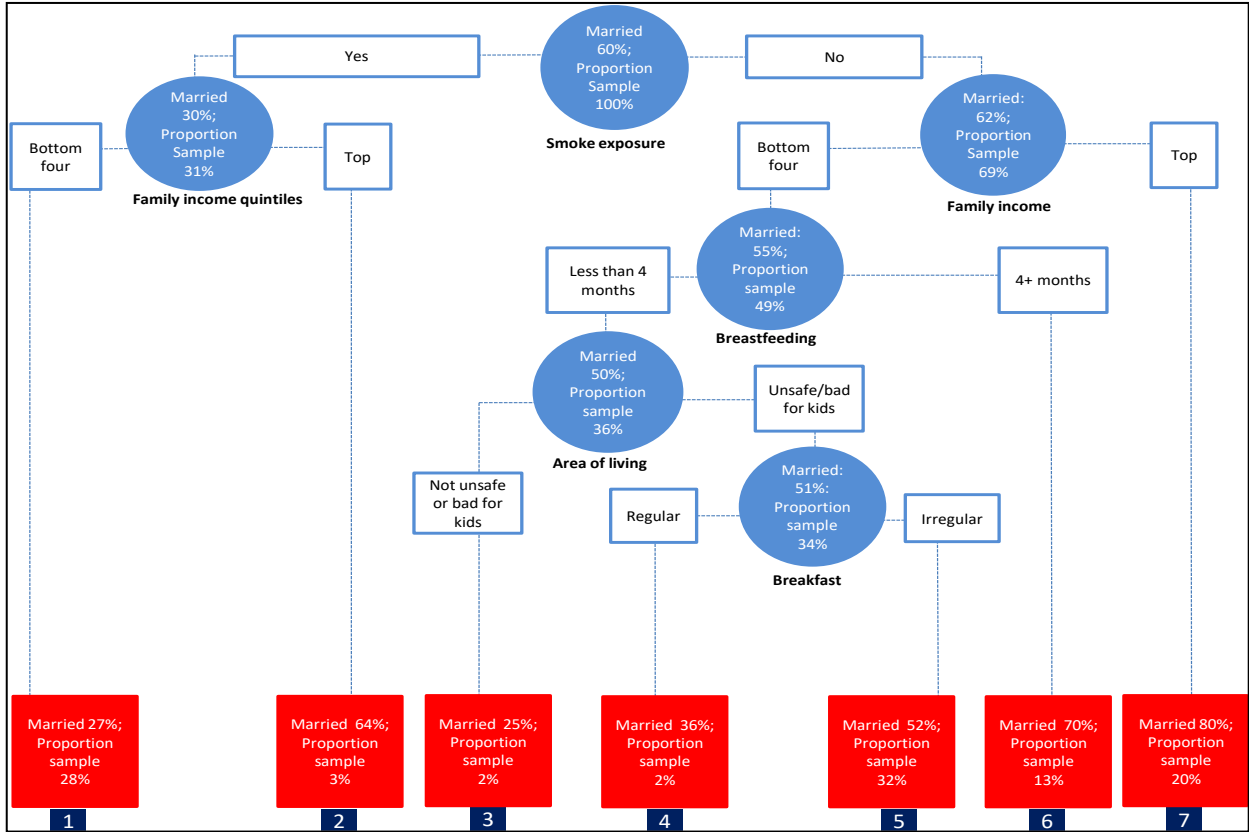 Married
60%;
Proportion
Sample
100%
Smoke exposure
Yes
No
Married
30%;
Proportion
Sample
31%
Family income quintiles
Bottom
four
Top
Married:
62%;
Proportion
Sample
69%
Family income
Bottom
four
Top
Married:
55%;
Proportion
sample
49%
Breastfeeding
Less than 4
months
4+ months
Married
50%;
Proportion
sample
36%
Area of living
Unsafe/bad
for kids
Not unsafe
or bad for
kids
Married:
51%:
Proportion
sample
34%
Breakfast
Regular
Irregular
Married 27%;
Proportion
sample
28%
1
Married 64%;
Proportion
sample
3%
2
Married 25%;
Proportion
sample
2%
3
Married 36%;
Proportion
sample
2%
4
Married 52%;
Proportion
sample
32%
5
Married 70%;
Proportion
sample
13%
6
Married 80%;
Proportion
sample
20%
7